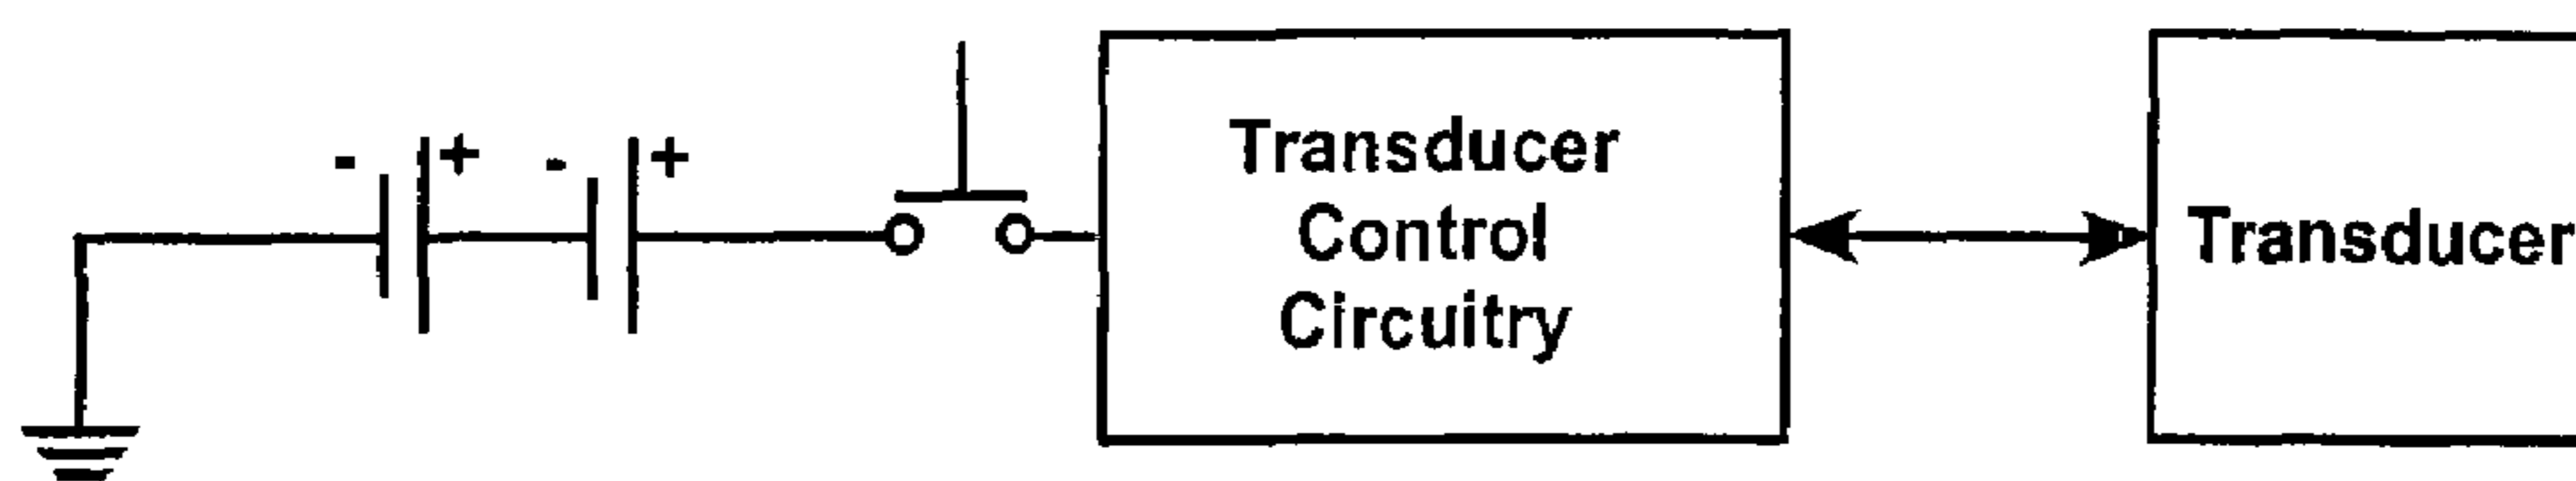 - + - +
Transducer
Control
Circuitry
Transducer